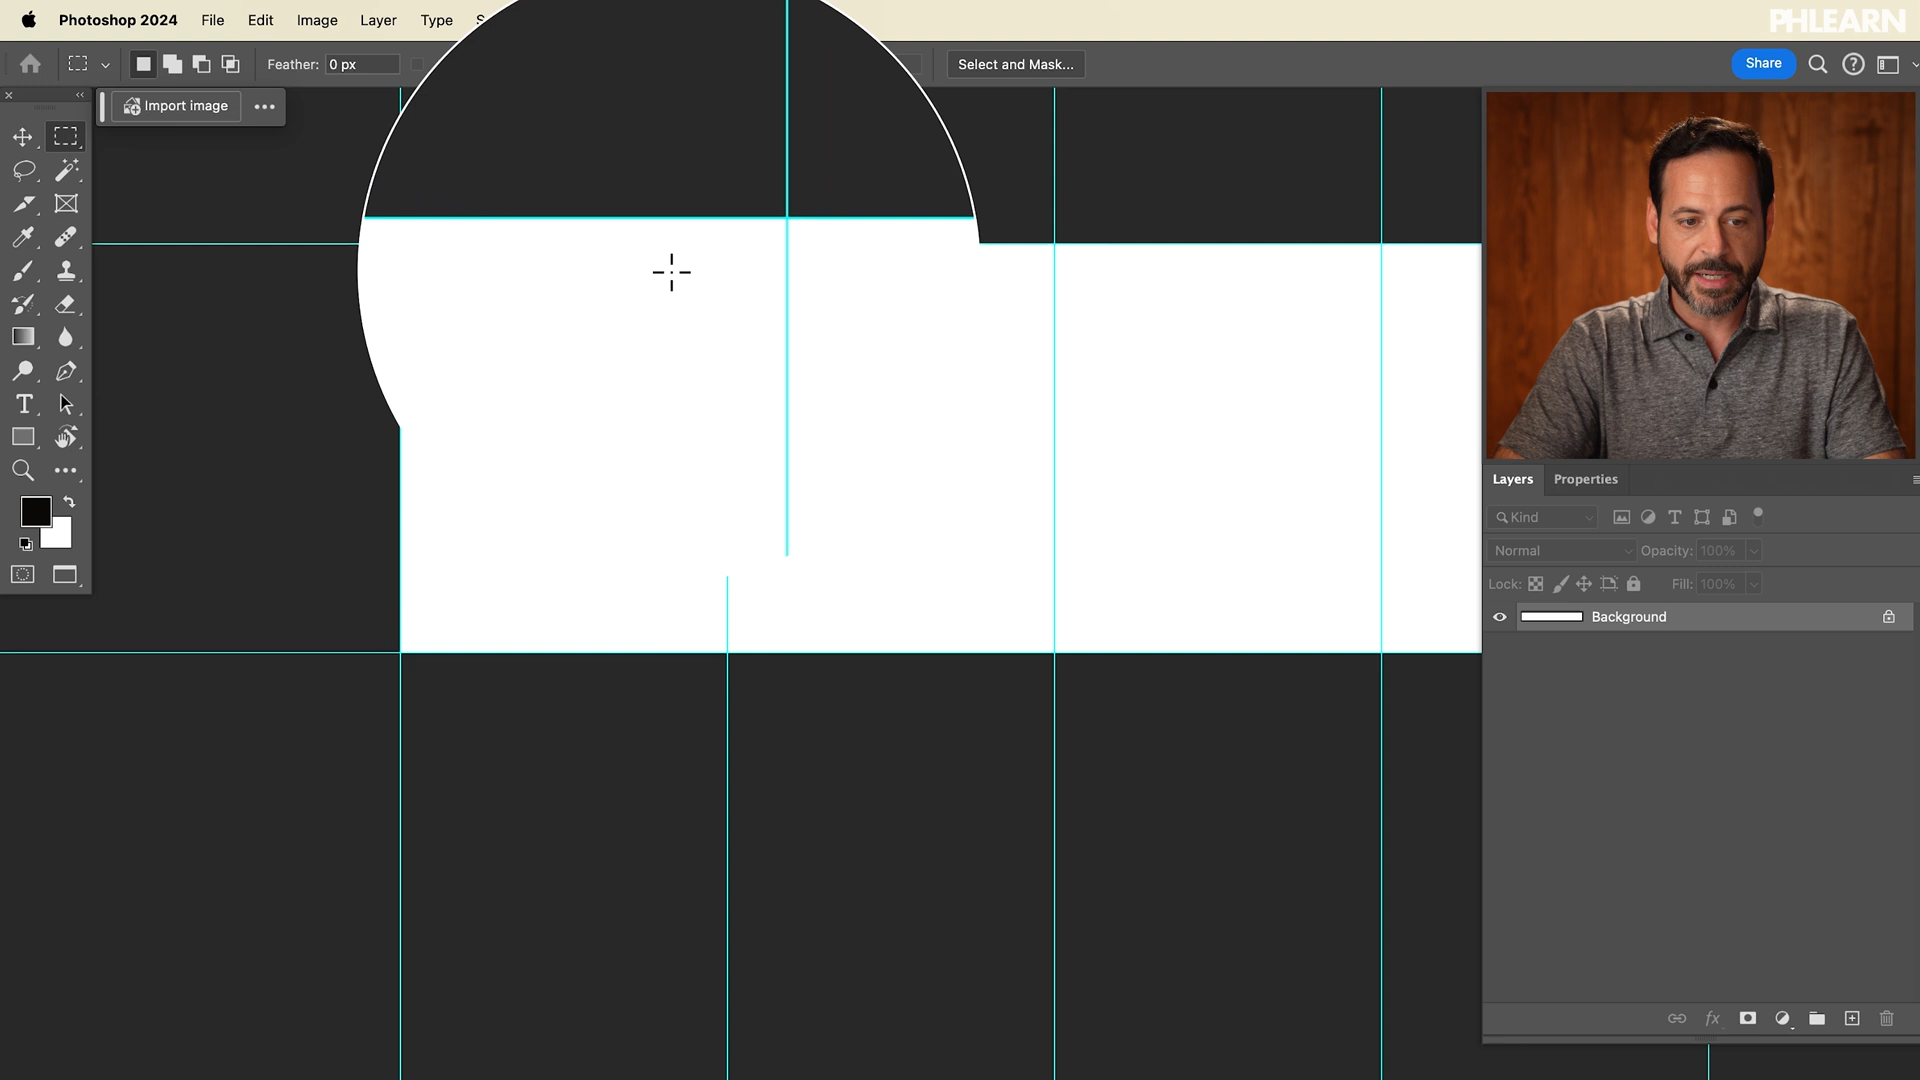 Photoshop 2024 File Edit Image Layer Type S
PHLEARN
Feather: 0 px Select and Mask... Share
Import image •••
Layers Properties
Kind
Normal Opacity: 100%
Lock: Fill: 100%
Background
fx